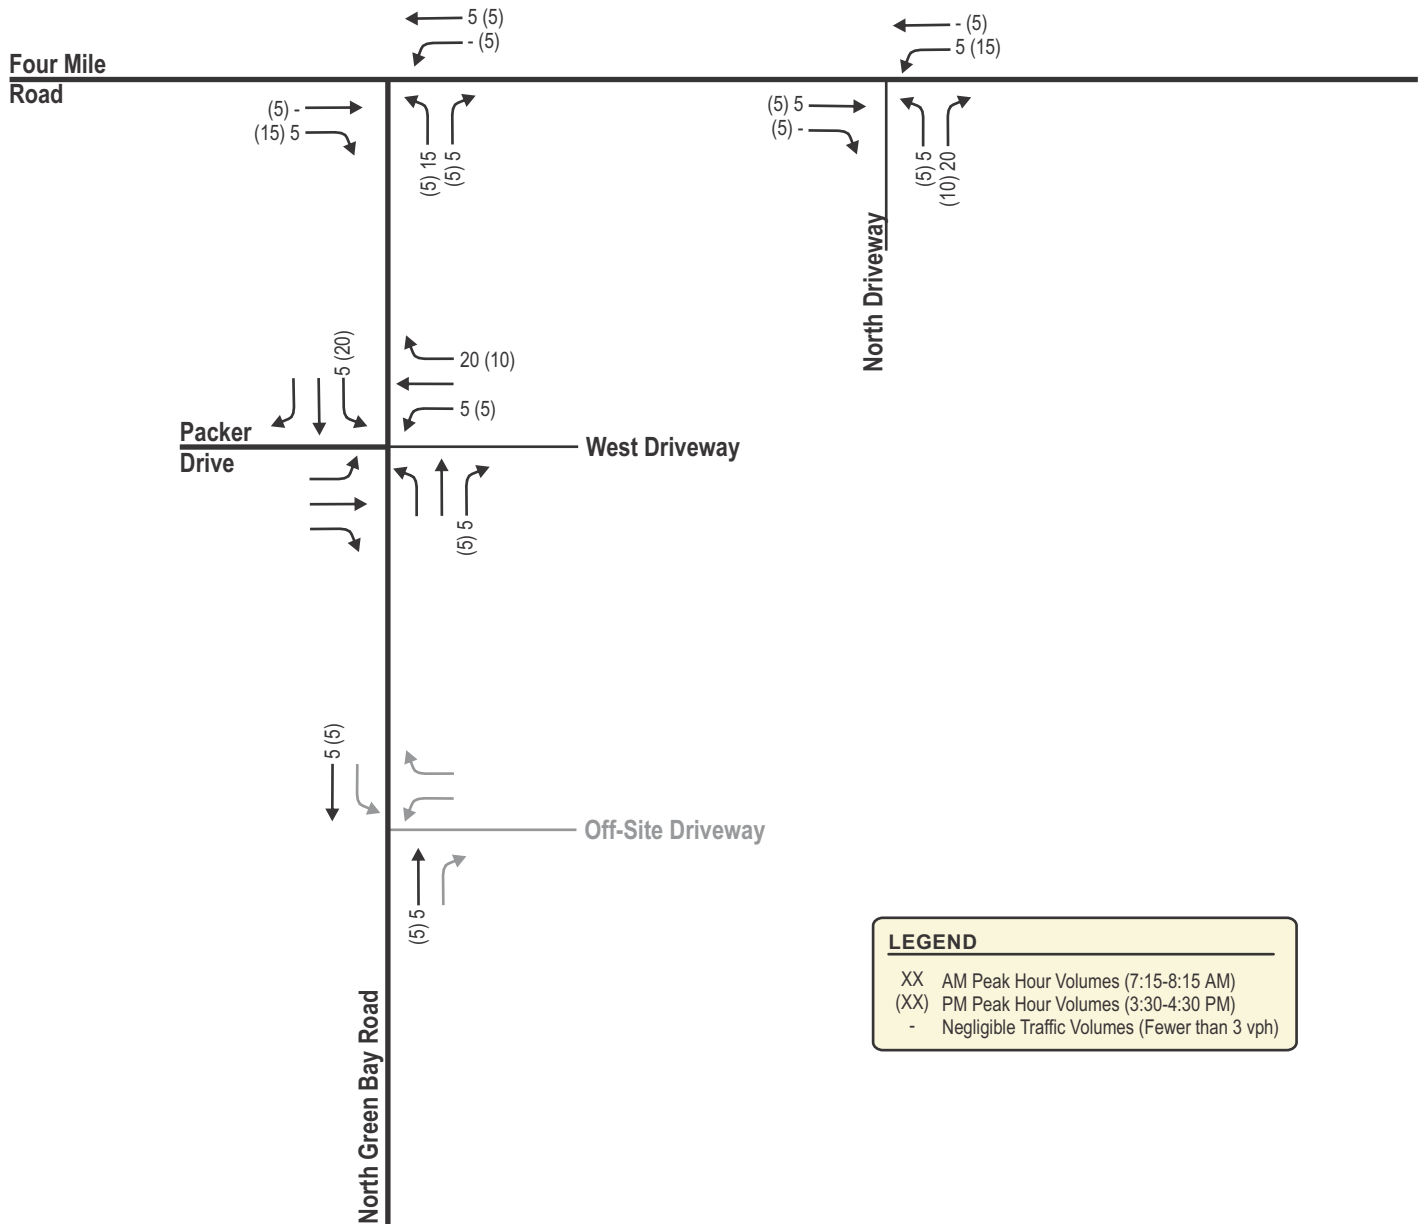 5 (5)
- (5)
- (5)
5 (15)
Four Mile
Road
(5) -
(15) 5
(5) 15
(5) 5
(5) 5
(5) -
(5) 5
(10) 20
North Driveway
5 (20)
20 (10)
5 (5)
Packer
Drive
West Driveway
(5) 5
5 (5)
Off-Site Driveway
(5) 5
North Green Bay Road
LEGEND
XX AM Peak Hour Volumes (7:15-8:15 AM)
(XX) PM Peak Hour Volumes (3:30-4:30 PM)
- Negligible Traffic Volumes (Fewer than 3 vph)